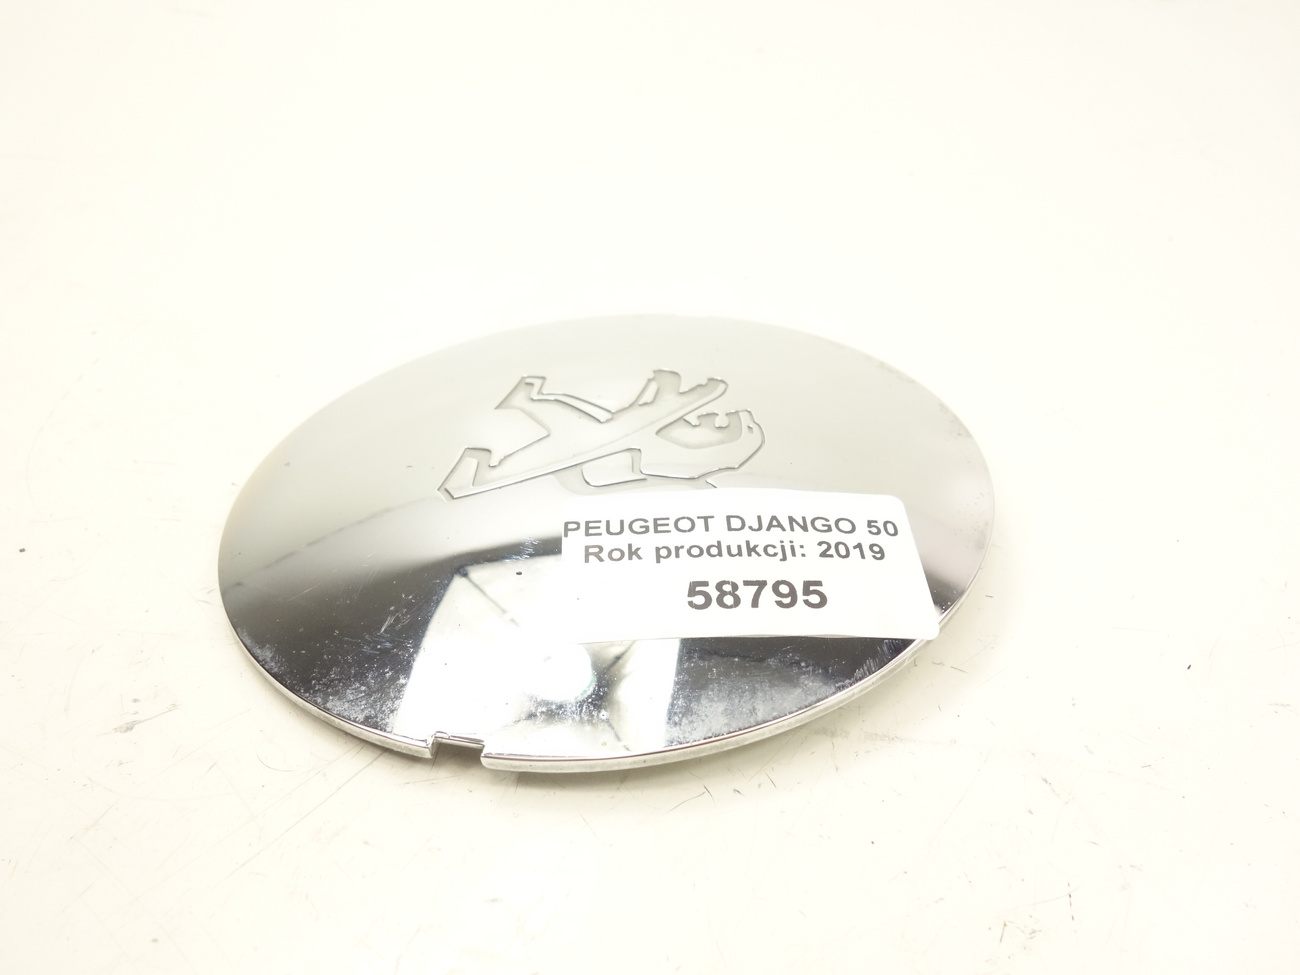 PEUGEOT DJANGO 50
Rok produkcji: 2019
58795